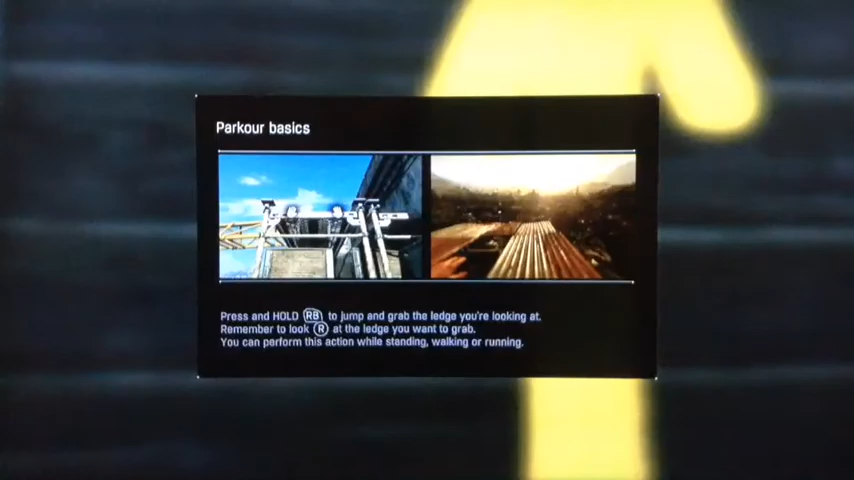 Parkour basics
Press and HOLD RB to jump and grab the ledge you're looking at.
Remember to look R at the ledge you want to grab.
You can perform this action while standing, walking or running.